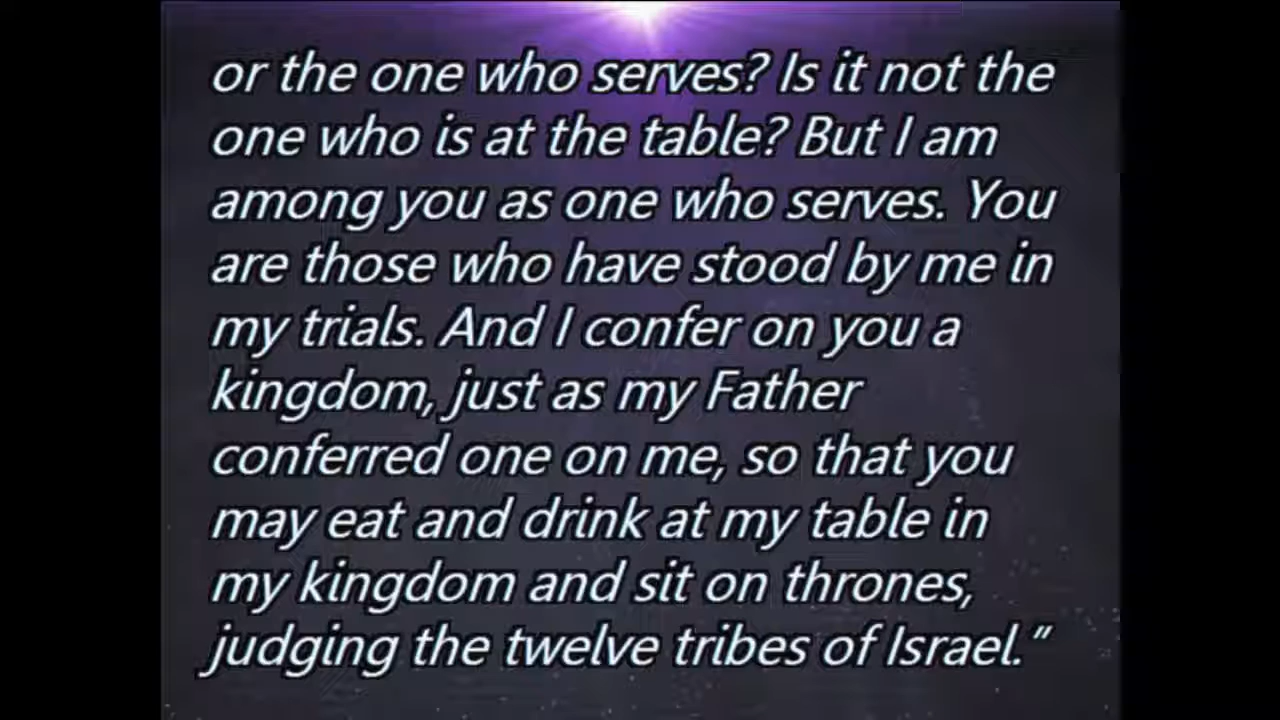 or the one who serves? Is it not the
one who is at the table? But I am
among you as one who serves. You
are those who have stood by me in
my trials. And I confer on you a
kingdom, just as my Father
conferred one on me, so that you
may eat and drink at my table in
my kingdom and sit on thrones,
judging the twelve tribes of Israel.”